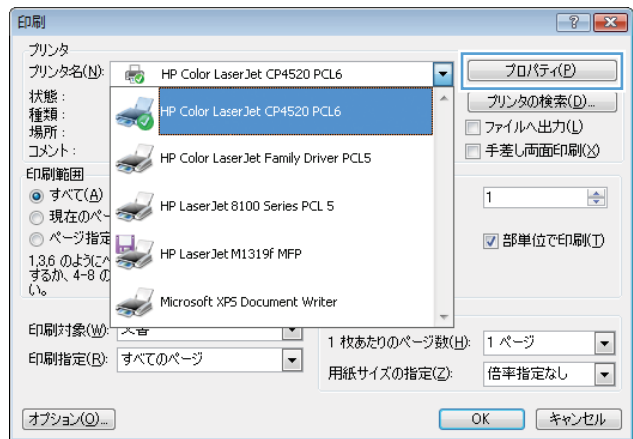 印刷
プリンタ
プリンタ名(N): HP Color LaserJet CP4520 PCL6 プロパティ(P)
状態 : HP Color LaserJet CP4520 PCL6 プリンタの検索(D)...
種類 :
場所 : ファイルへ出力(L)
コメント : HP Color LaserJet Family Driver PCL5 手差し両面印刷(X)
印刷範囲
すべて(A) HP LaserJet 8100 Series PCL 5 1
現在のペー
ページ指定 HP LaserJet M1319f MFP 部単位で印刷(T)
1,3,6 のように
するか、4-8 の
い。
Microsoft XPS Document Writer
印刷対象(W): 文書
1 枚あたりのページ数(H): 1 ページ
印刷指定(R): すべてのページ
用紙サイズの指定(Z): 倍率指定なし
オプション(O)... OK キャンセル